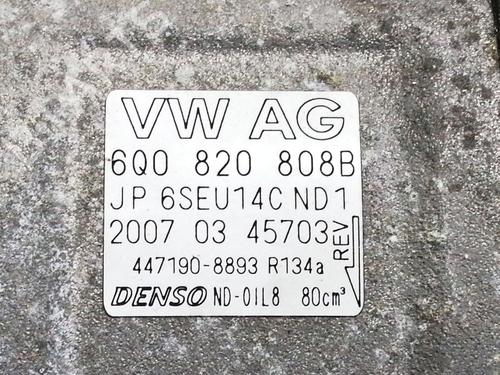 VW AG
6Q0 820 808B
JP 6SEU14C ND1
2007 03 45703
REV
447190-8893 R134a
DENSO ND-OIL8 80cm³